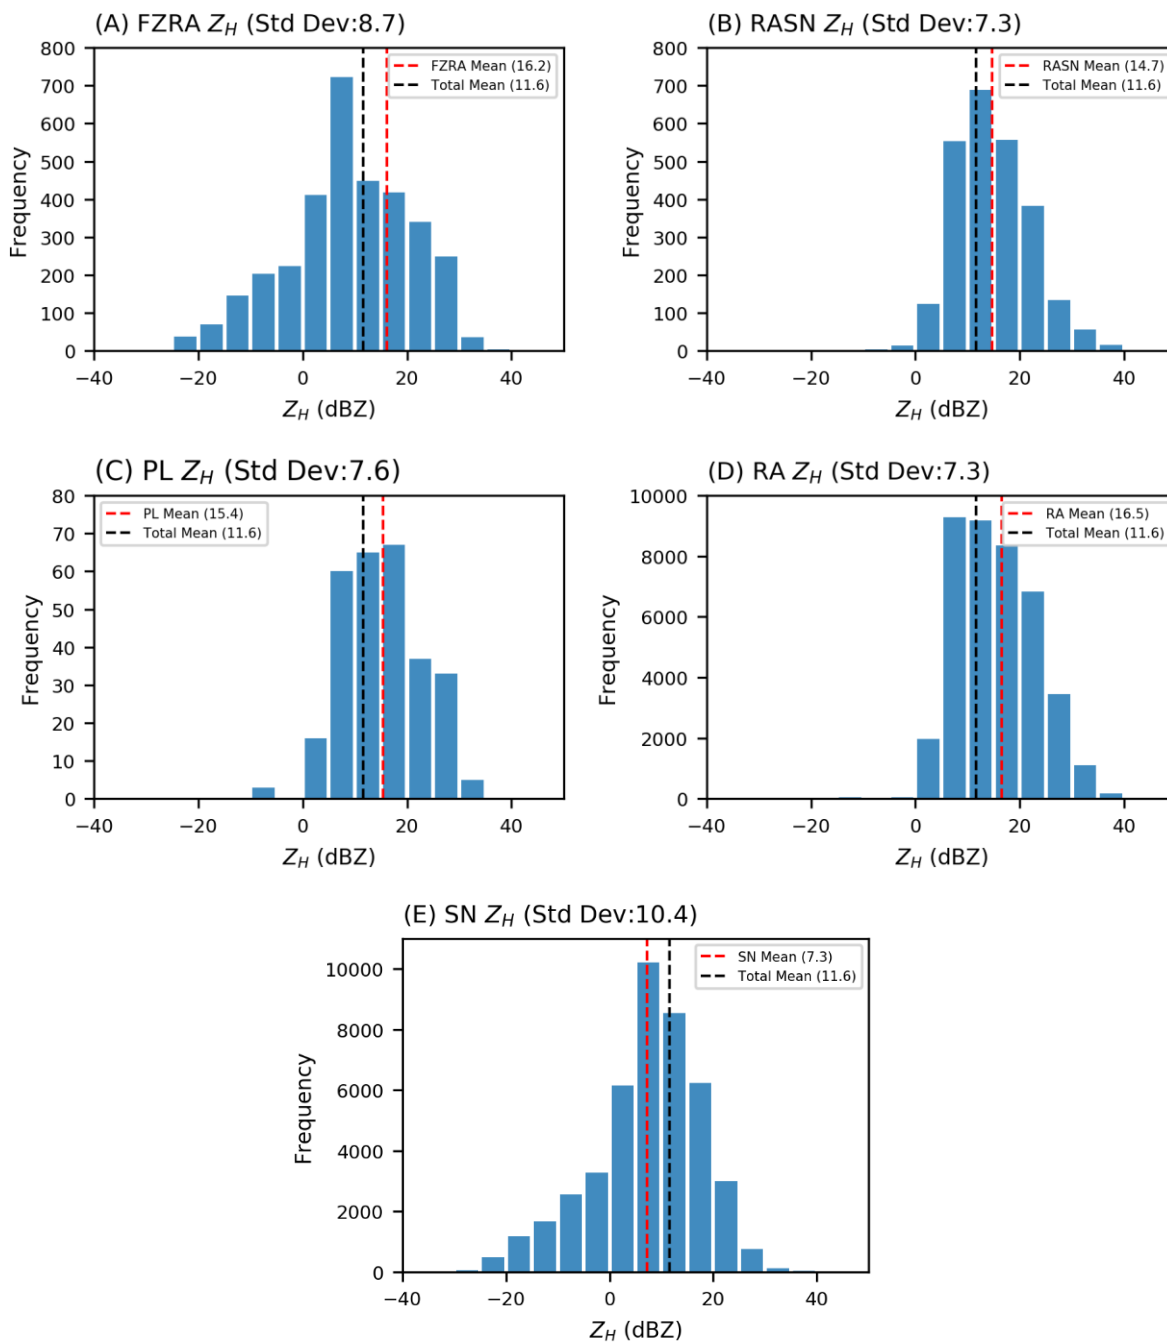 (A) FZRA Z_H (Std Dev:8.7)
800
700
600
500
400
300
200
100
0
Frequency
FZRA Mean (16.2)
Total Mean (11.6)
−40
−20
0
20
40
Z_H (dBZ)
(B) RASN Z_H (Std Dev:7.3)
800
700
600
500
400
300
200
100
0
Frequency
RASN Mean (14.7)
Total Mean (11.6)
−40
−20
0
20
40
Z_H (dBZ)
(C) PL Z_H (Std Dev:7.6)
80
70
60
50
40
30
20
10
0
Frequency
PL Mean (15.4)
Total Mean (11.6)
−40
−20
0
20
40
Z_H (dBZ)
(D) RA Z_H (Std Dev:7.3)
10000
8000
6000
4000
2000
0
Frequency
RA Mean (16.5)
Total Mean (11.6)
−40
−20
0
20
40
Z_H (dBZ)
(E) SN Z_H (Std Dev:10.4)
10000
8000
6000
4000
2000
0
Frequency
SN Mean (7.3)
Total Mean (11.6)
−40
−20
0
20
40
Z_H (dBZ)